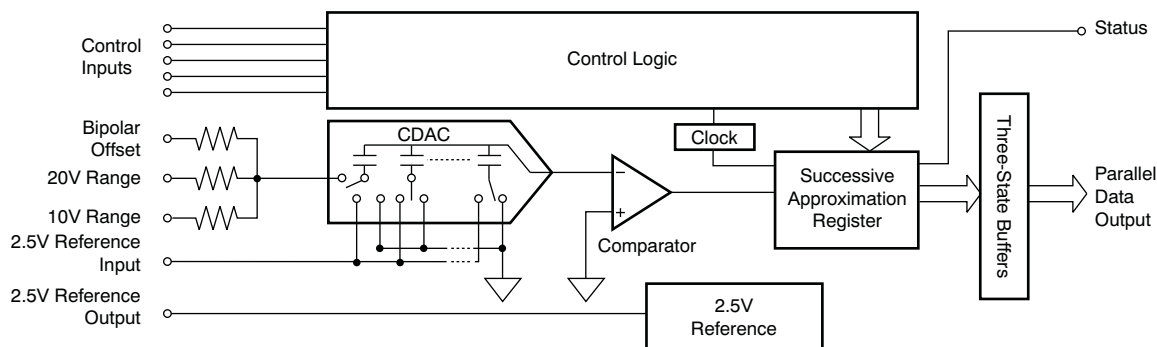 Control
Inputs
Control Logic
Status
Bipolar
Offset
CDAC
Clock
20V Range
10V Range
−
+
Comparator
Successive
Approximation
Register
Three-State Buffers
Parallel
Data
Output
2.5V Reference
Input
2.5V Reference
Output
2.5V
Reference